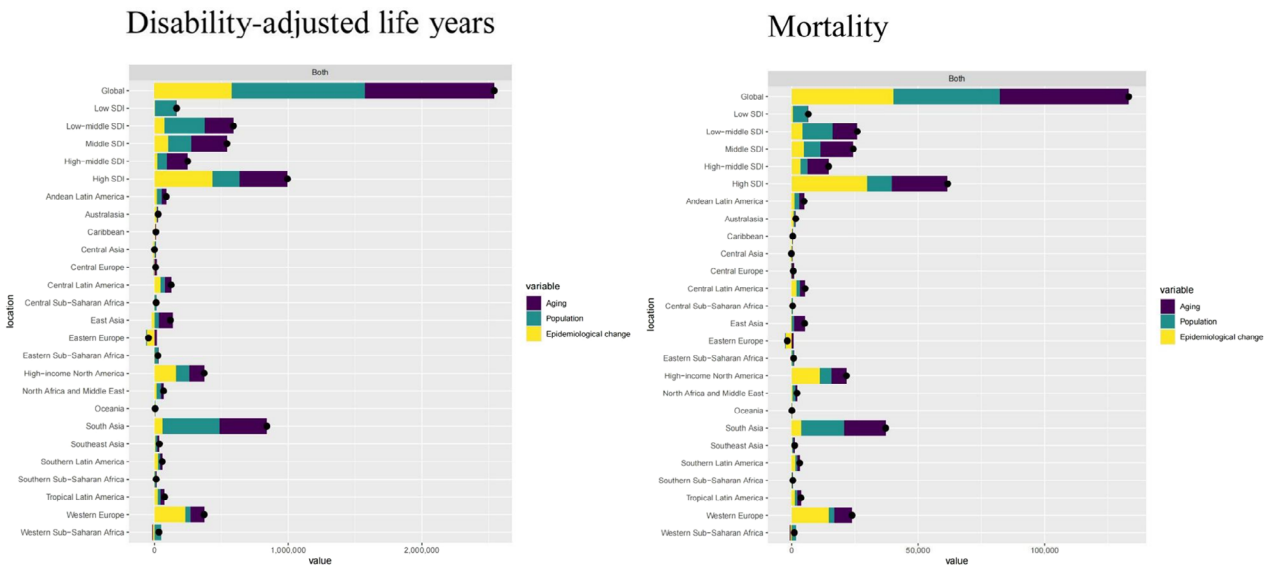 Disability-adjusted life years
Both
Global
Low SDI
Low-middle SDI
Middle SDI
High-middle SDI
High SDI
Andean Latin America
Australasia
Caribbean
Central Asia
Central Europe
Central Latin America
Central Sub-Saharan Africa
East Asia
Eastern Europe
Eastern Sub-Saharan Africa
High-income North America
North Africa and Middle East
Oceania
South Asia
Southeast Asia
Southern Latin America
Southern Sub-Saharan Africa
Tropical Latin America
Western Europe
Western Sub-Saharan Africa
location
0
1,000,000
2,000,000
value
variable
Aging
Population
Epidemiological change
Mortality
Both
Global
Low SDI
Low-middle SDI
Middle SDI
High-middle SDI
High SDI
Andean Latin America
Australasia
Caribbean
Central Asia
Central Europe
Central Latin America
Central Sub-Saharan Africa
East Asia
Eastern Europe
Eastern Sub-Saharan Africa
High-income North America
North Africa and Middle East
Oceania
South Asia
Southeast Asia
Southern Latin America
Southern Sub-Saharan Africa
Tropical Latin America
Western Europe
Western Sub-Saharan Africa
location
0
50,000
100,000
value
variable
Aging
Population
Epidemiological change